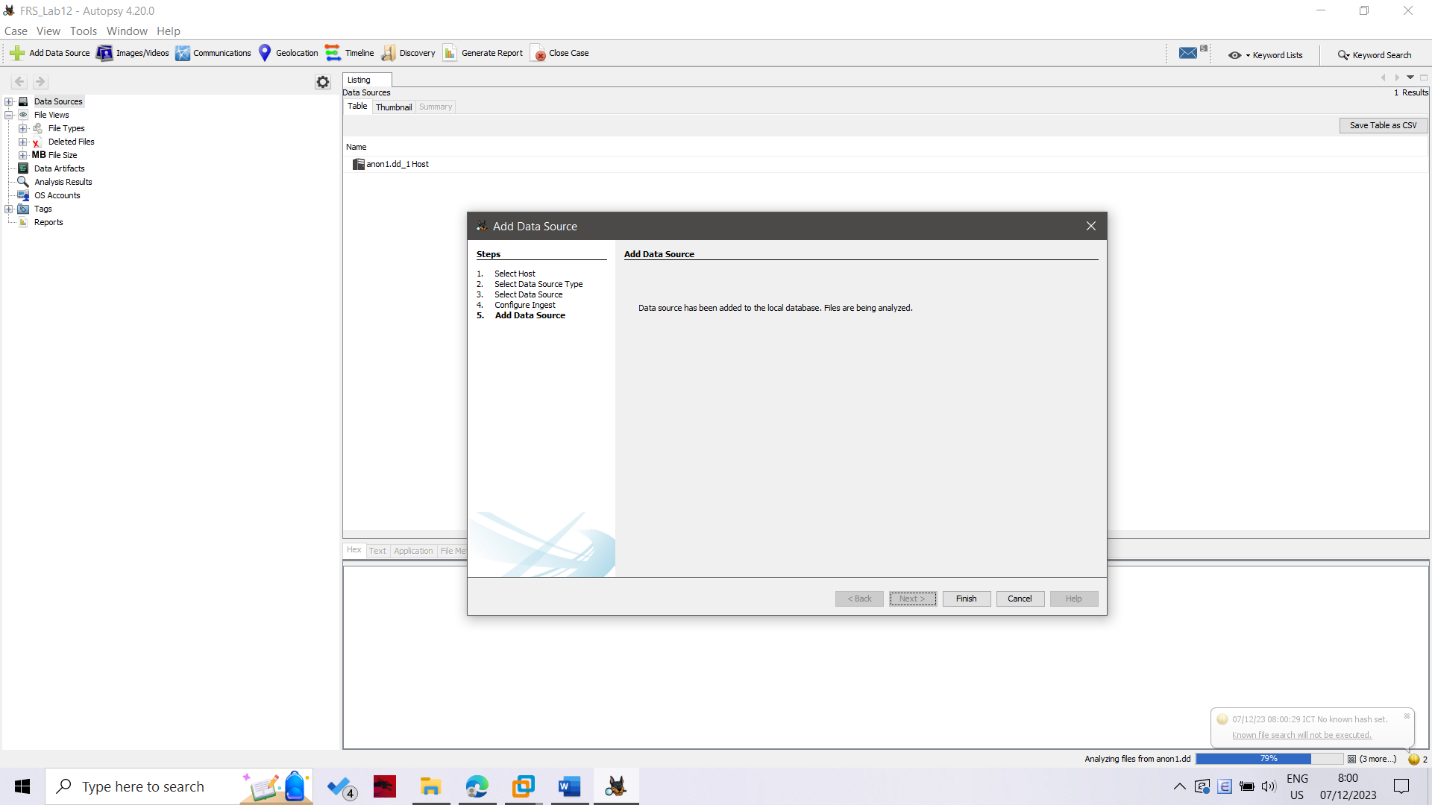 FRS_Lab12 - Autopsy 4.20.0
Case View Tools Window Help
Add Data Source Images/Videos Communications Geolocation Timeline Discovery Generate Report Close Case Keyword Lists Keyword Search
Listing
Data Sources 1 Results
Table Thumbnail Summary
Save Table as CSV
Name
anon1.dd_1 Host
Data Sources
File Views
File Types
Deleted Files
MB File Size
Data Artifacts
Analysis Results
OS Accounts
Tags
Reports
Add Data Source
Steps
1. Select Host
2. Select Data Source Type
3. Select Data Source
4. Configure Ingest
5. Add Data Source
Add Data Source
Data source has been added to the local database. Files are being analyzed.
< Back Next > Finish Cancel Help
Hex Text Application File Met
07/12/23 08:00:29 ICT No known hash set.
Known file search will not be executed.
Analyzing files from anon1.dd 79% (3 more...) 2
Type here to search
4
ENG
US
8:00
07/12/2023